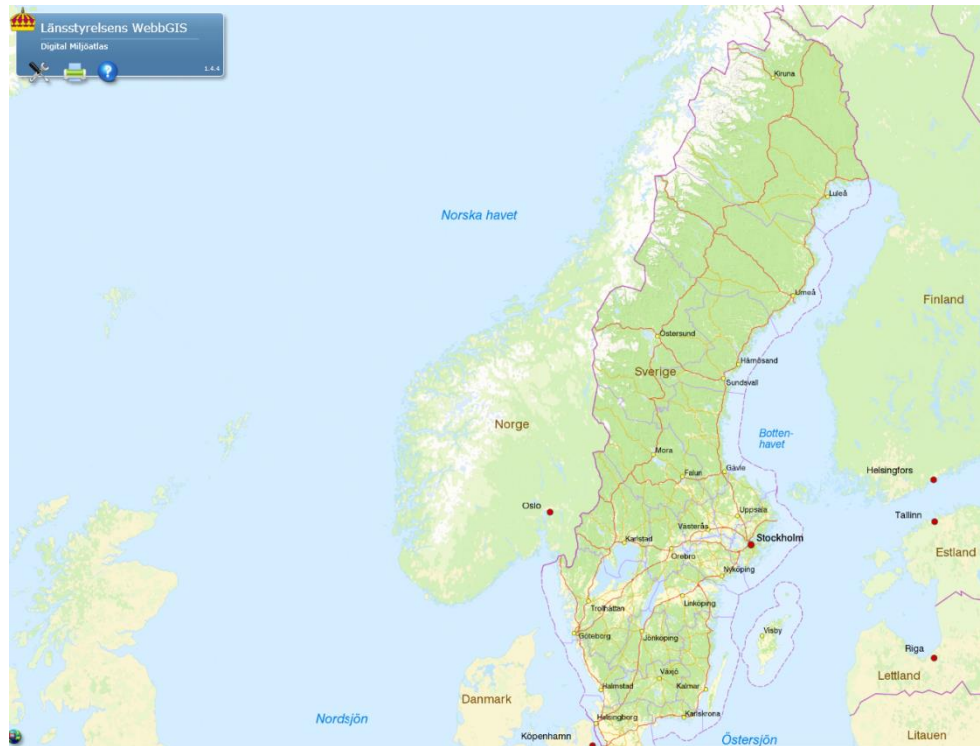 Länsstyrelsens WebbGIS
Digital Miljöatlas
1.4.4
Kiruna
Luleå
Norska havet
Umeå
Finland
Östersund
Härnösand
Sverige
Sundsvall
Norge
Botten-
havet
Mora
Falun
Gävle
Helsingfors
Oslo
Uppsala
Tallinn
Västerås
Karlstad
Stockholm
Örebro
Estland
Nyköping
Trollhättan
Linköping
Göteborg
Jönköping
Visby
Riga
Växjö
Lettland
Halmstad
Kalmar
Danmark
Karlskrona
Nordsjön
Helsingborg
Köpenhamn
Östersjön
Litauen